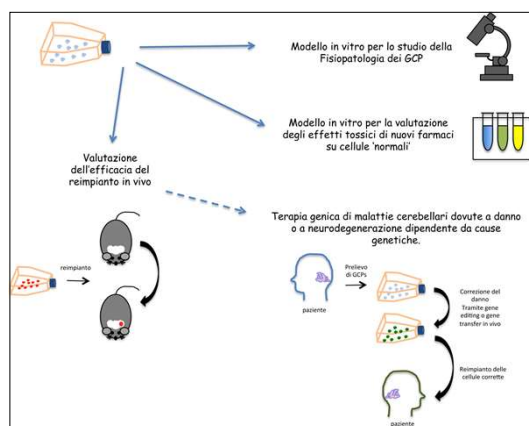 Modello in vitro per lo studio della
Fisiopatologia dei GCP
Modello in vitro per la valutazione
degli effetti tossici di nuovi farmaci
su cellule 'normali'
Valutazione
dell'efficacia del
reimpianto in vivo
Terapia genica di malattie cerebellari dovute a danno
o a neurodegenerazione dipendente da cause
genetiche.
reimpianto
Prelievo
di GCPs
paziente
Correzione del
danno
Tramite gene
editing o gene
transfer in vivo
Reimpianto delle
cellule corrette
paziente